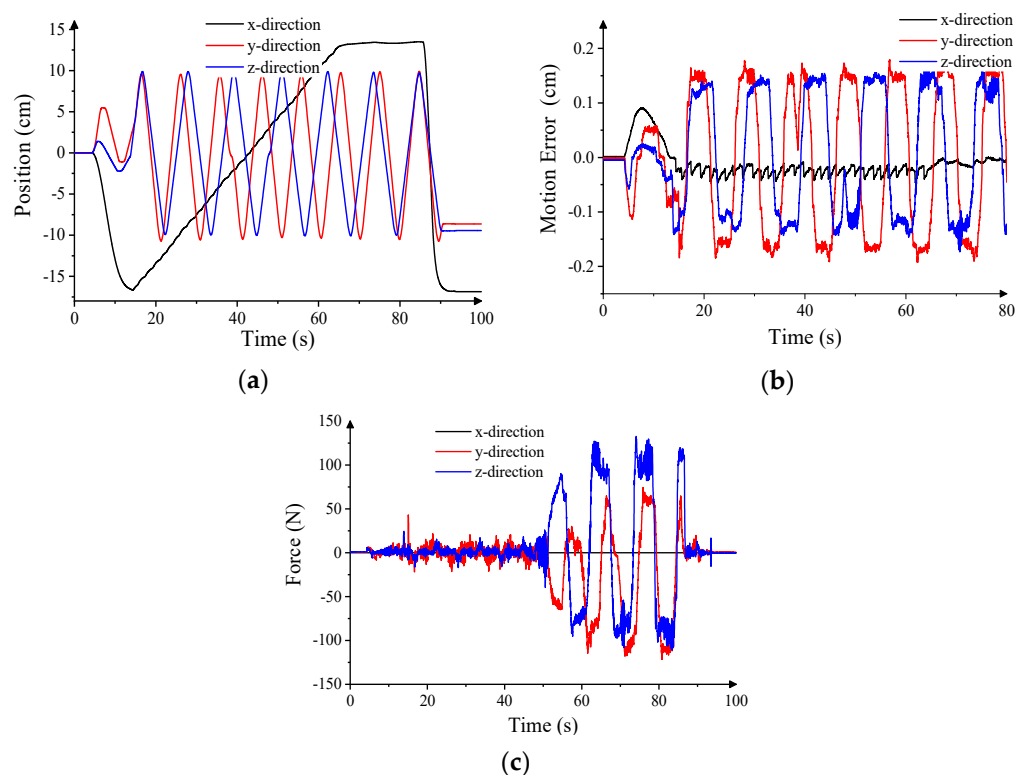 x-direction
y-direction
z-direction
15
10
5
0
-5
-10
-15
Position (cm)
0 20 40 60 80 100
Time (s)
(a)
x-direction
y-direction
z-direction
0.2
0.1
0.0
-0.1
-0.2
Motion Error (cm)
0 20 40 60 80
Time (s)
(b)
x-direction
y-direction
z-direction
150
100
50
0
-50
-100
-150
Force (N)
0 20 40 60 80 100
Time (s)
(c)